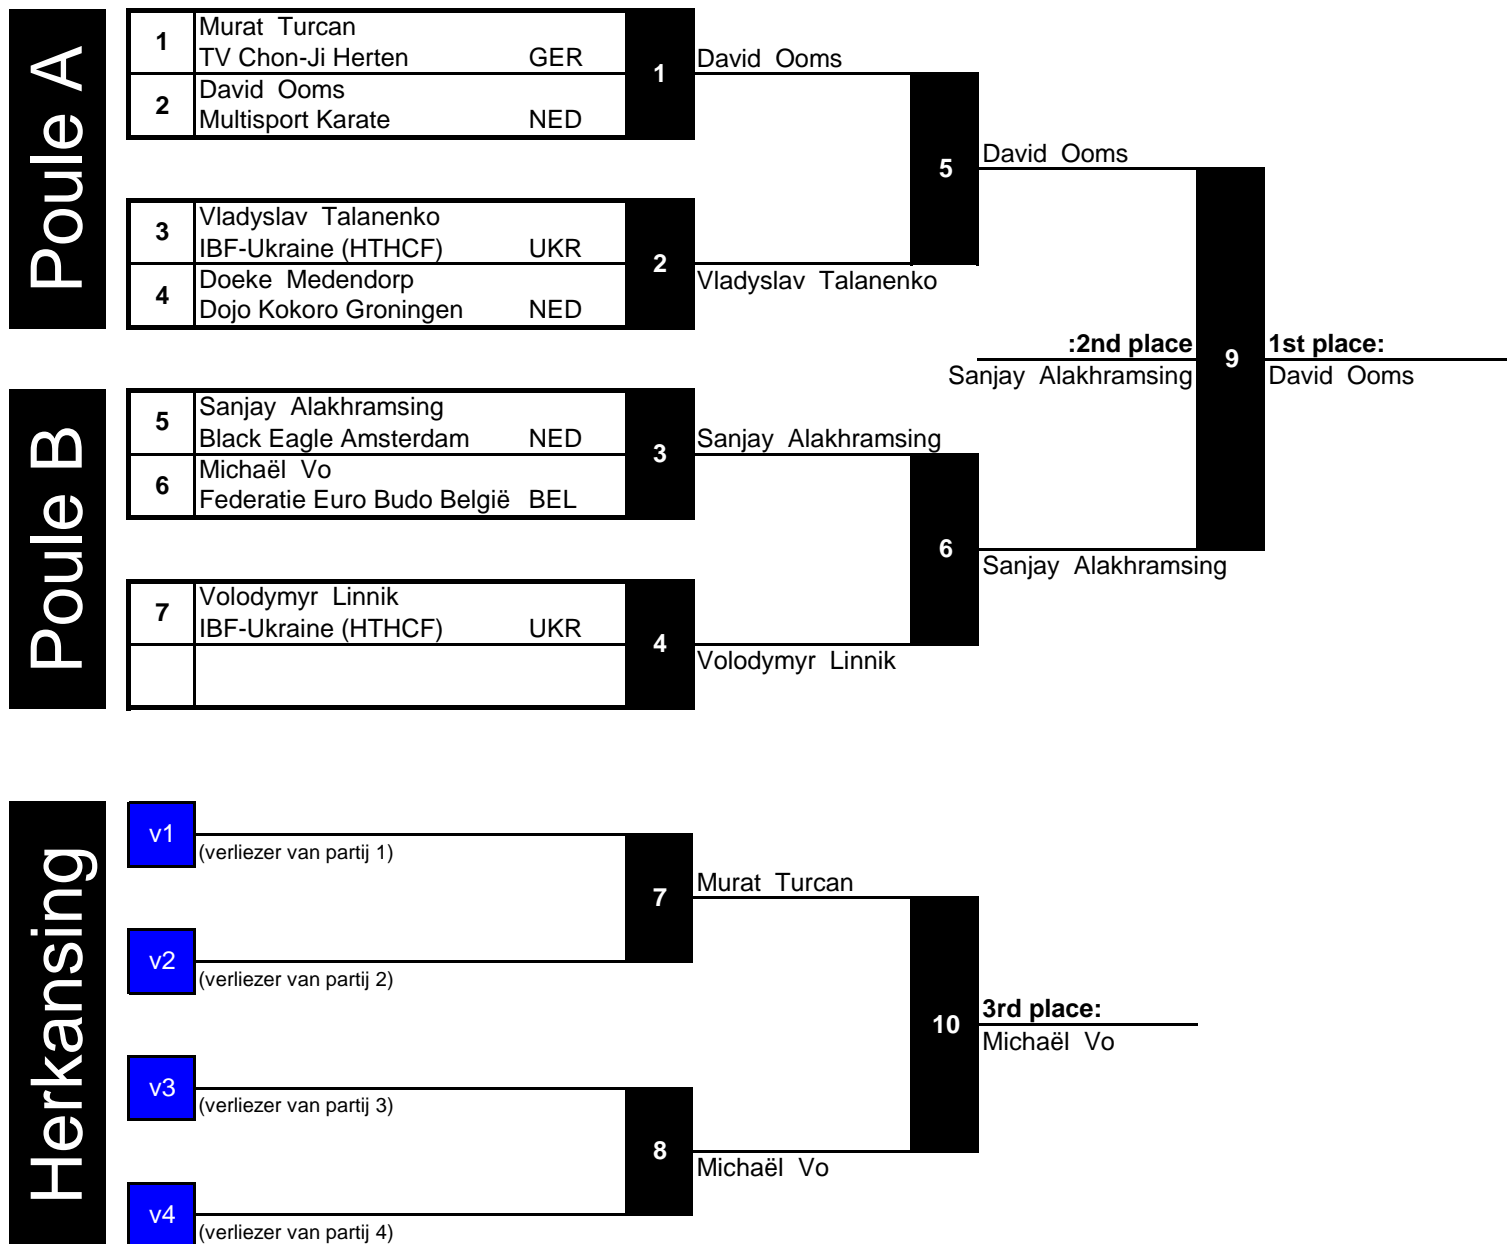 Poule A
1
Murat Turcan
TV Chon-Ji Herten GER
2
David Ooms
Multisport Karate NED
1
David Ooms
3
Vladyslav Talanenko
IBF-Ukraine (HTHCF) UKR
4
Doeke Medendorp
Dojo Kokoro Groningen NED
2
Vladyslav Talanenko
5
David Ooms
Poule B
5
Sanjay Alakhramsing
Black Eagle Amsterdam NED
6
Michaël Vo
Federatie Euro Budo België BEL
3
Sanjay Alakhramsing
7
Volodymyr Linnik
IBF-Ukraine (HTHCF) UKR
4
Volodymyr Linnik
6
Sanjay Alakhramsing
:2nd place
Sanjay Alakhramsing
9
1st place:
David Ooms
Herkansing
v1
(verliezer van partij 1)
v2
(verliezer van partij 2)
7
Murat Turcan
v3
(verliezer van partij 3)
v4
(verliezer van partij 4)
8
Michaël Vo
10
3rd place:
Michaël Vo